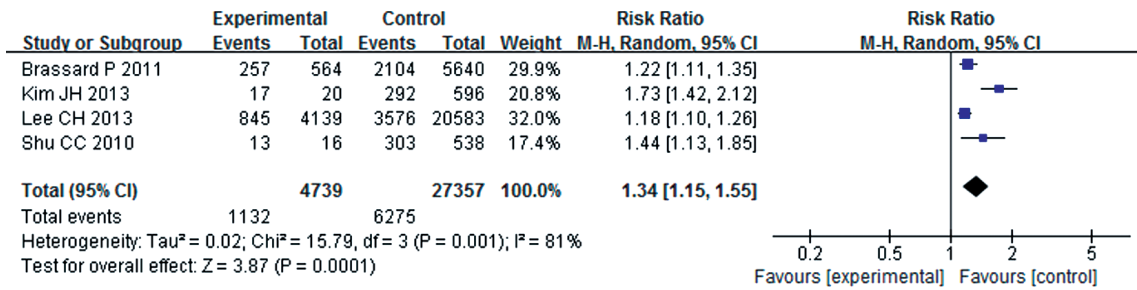 Experimental Control Risk Ratio Risk Ratio
Study or Subgroup Events Total Events Total Weight M-H, Random, 95% CI M-H, Random, 95% CI
Brassard P 2011 257 564 2104 5640 29.9% 1.22 [1.11, 1.35]
Kim JH 2013 17 20 292 596 20.8% 1.73 [1.42, 2.12]
Lee CH 2013 845 4139 3576 20583 32.0% 1.18 [1.10, 1.26]
Shu CC 2010 13 16 303 538 17.4% 1.44 [1.13, 1.85]
Total (95% CI) 4739 27357 100.0% 1.34 [1.15, 1.55]
Total events 1132 6275
Heterogeneity: Tau² = 0.02; Chi² = 15.79, df = 3 (P = 0.001); I² = 81%
Test for overall effect: Z = 3.87 (P = 0.0001)
0.2 0.5 1 2 5
Favours [experimental] Favours [control]